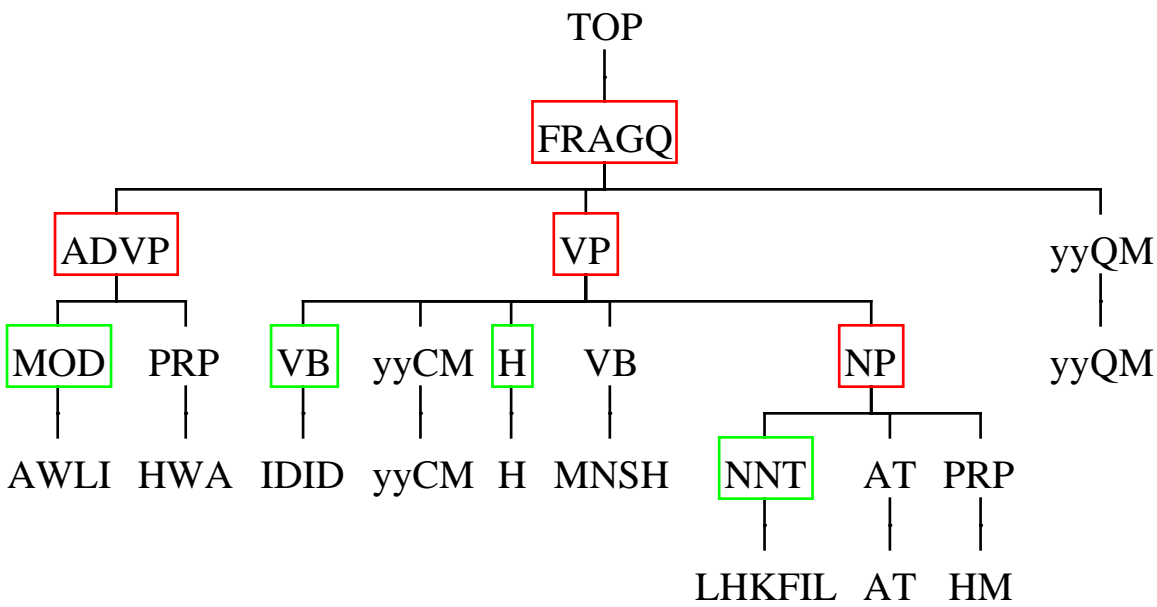 TOP
FRAGQ
ADVP VP yyQM
MOD PRP VB yyCM H VB NP yyQM
AWLI HWA IDID yyCM H MNSH NNT AT PRP
LHKFIL AT HM